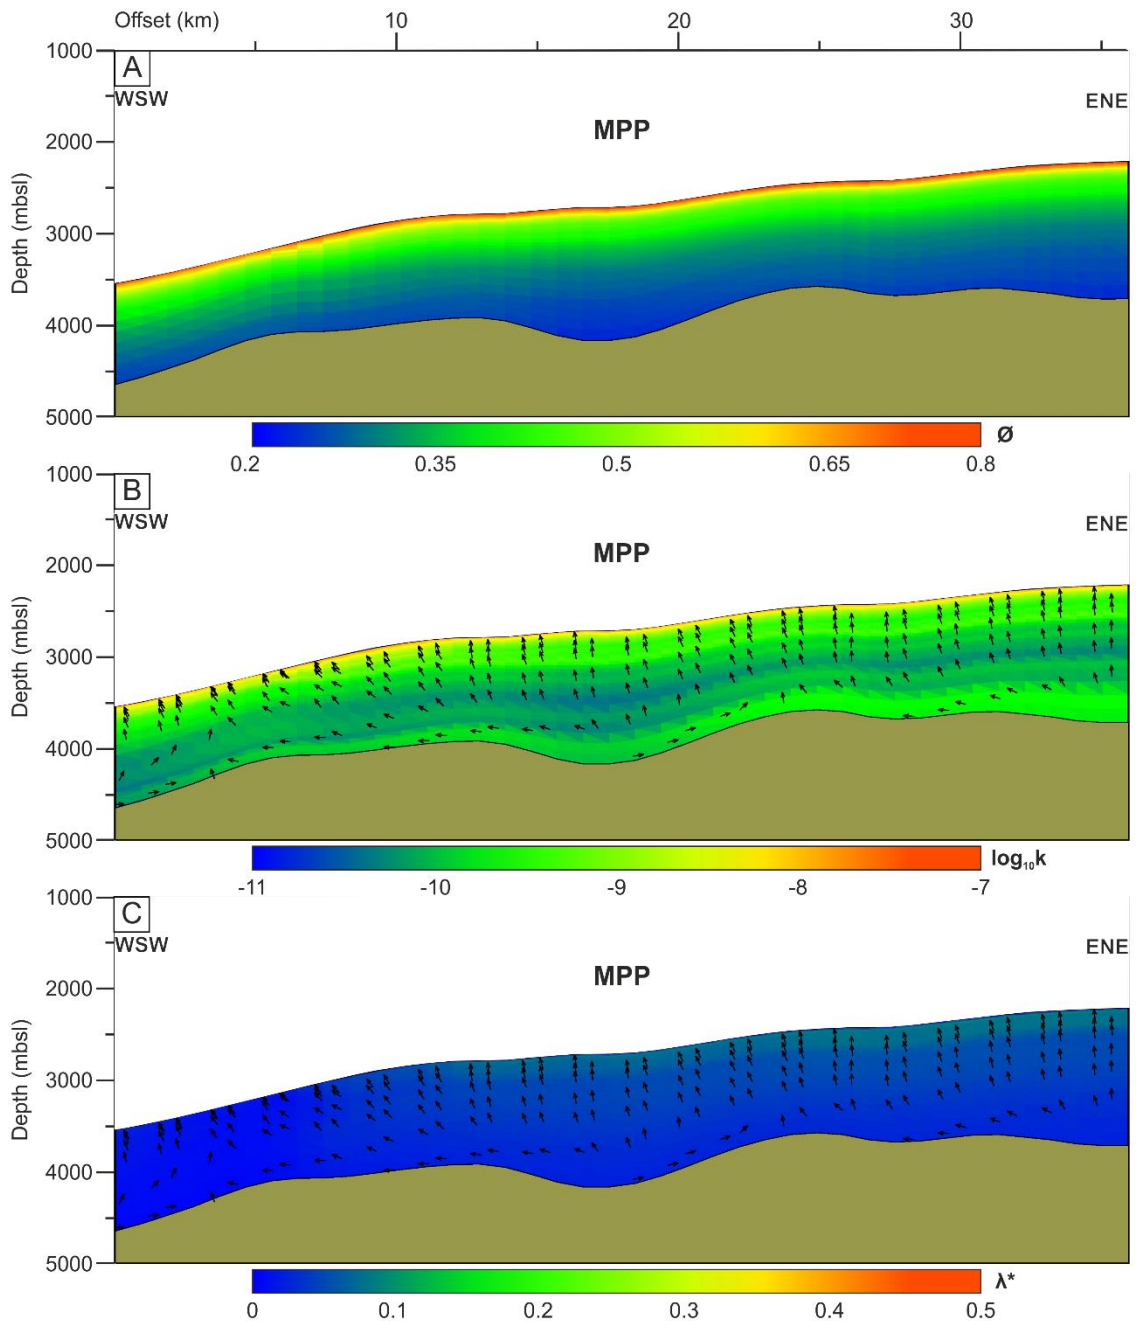 Offset (km) 10 20 30
1000
A
WSW
ENE
MPP
2000
3000
Depth (mbsl)
4000
5000
Ø
0.2 0.35 0.5 0.65 0.8
1000
B
WSW
ENE
MPP
2000
3000
Depth (mbsl)
4000
5000
log₁₀k
-11 -10 -9 -8 -7
1000
C
WSW
ENE
MPP
2000
3000
Depth (mbsl)
4000
5000
λ*
0 0.1 0.2 0.3 0.4 0.5